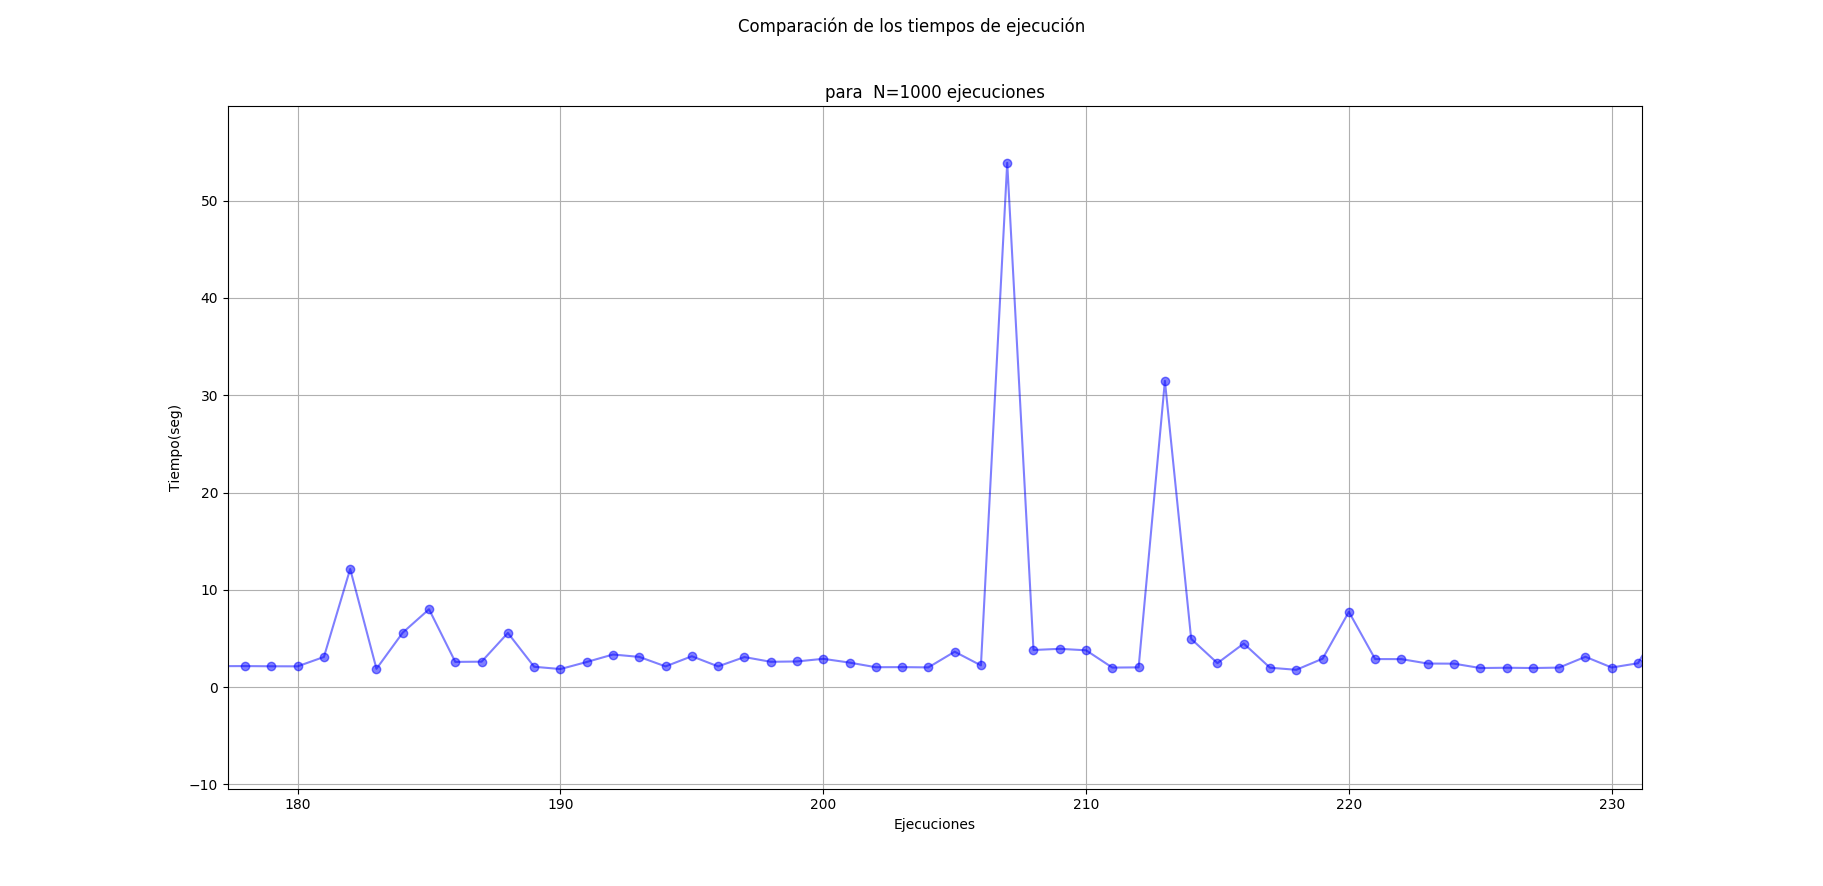 Comparación de los tiempos de ejecución
para  N=1000 ejecuciones
50
40
30
20
10
0
−10
Tiempo(seg)
180 190 200 210 220 230
Ejecuciones